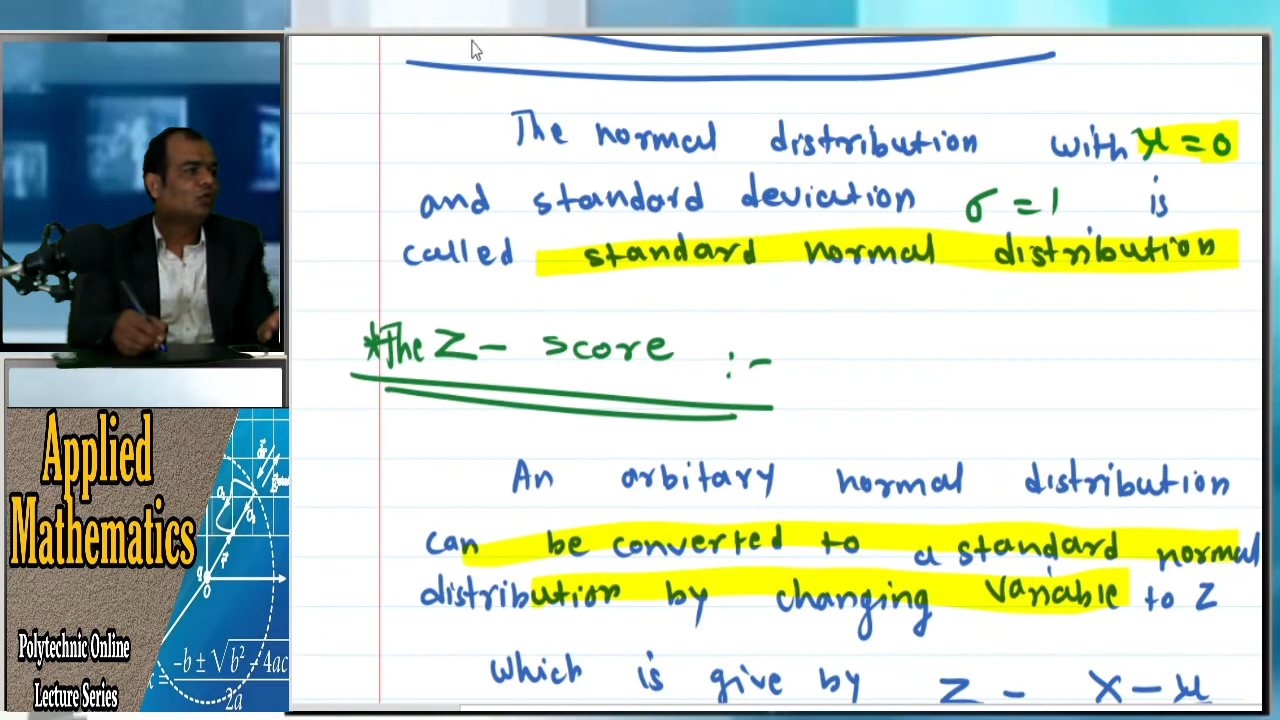 The normal distribution with μ = 0
and standard deviation σ = 1 is
called standard normal distribution
*The Z - score :-
An arbitary normal distribution
can be converted to a standard normal
distribution by changing variable to Z
which is give by Z = X - μ
Applied
Mathematics
Polytechnic Online
Lecture Series
-b ± √b² - 4ac
2a